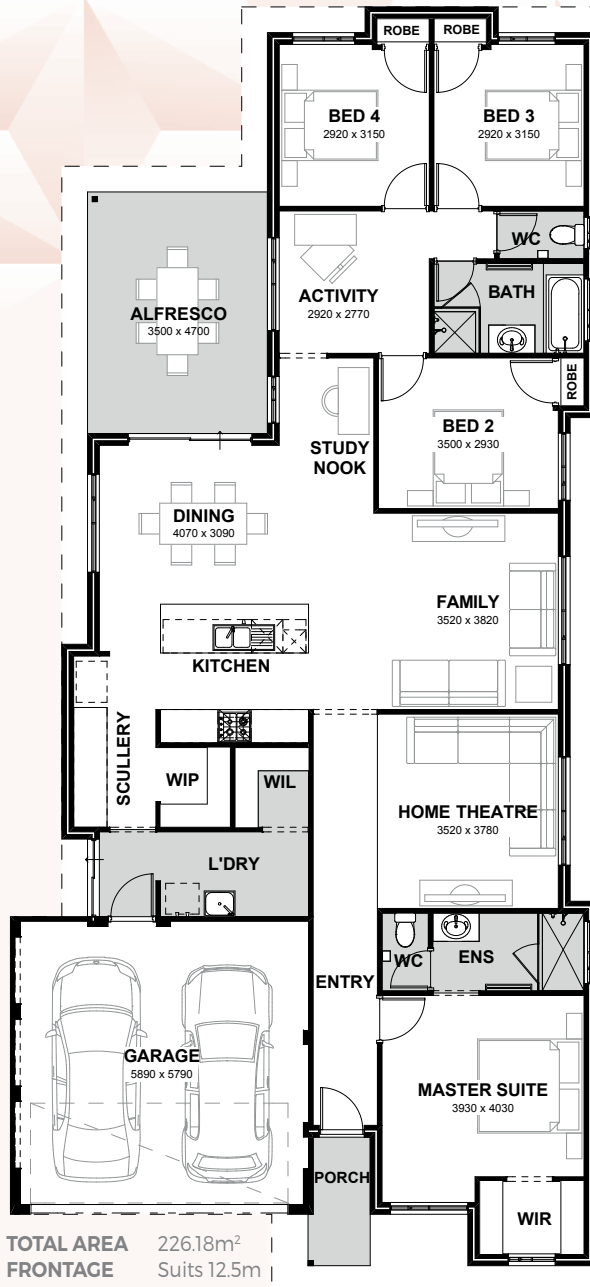 ROBE
ROBE
BED 4
2920 x 3150
BED 3
2920 x 3150
WC
ACTIVITY
2920 x 2770
BATH
ALFRESCO
3500 x 4700
ROBE
BED 2
3500 x 2930
STUDY
NOOK
DINING
4070 x 3090
FAMILY
3520 x 3820
KITCHEN
SCULLERY
WIP
WIL
HOME THEATRE
3520 x 3780
L'DRY
WC
ENS
ENTRY
GARAGE
5890 x 5790
MASTER SUITE
3930 x 4030
PORCH
WIR
TOTAL AREA 226.18m²
FRONTAGE Suits 12.5m